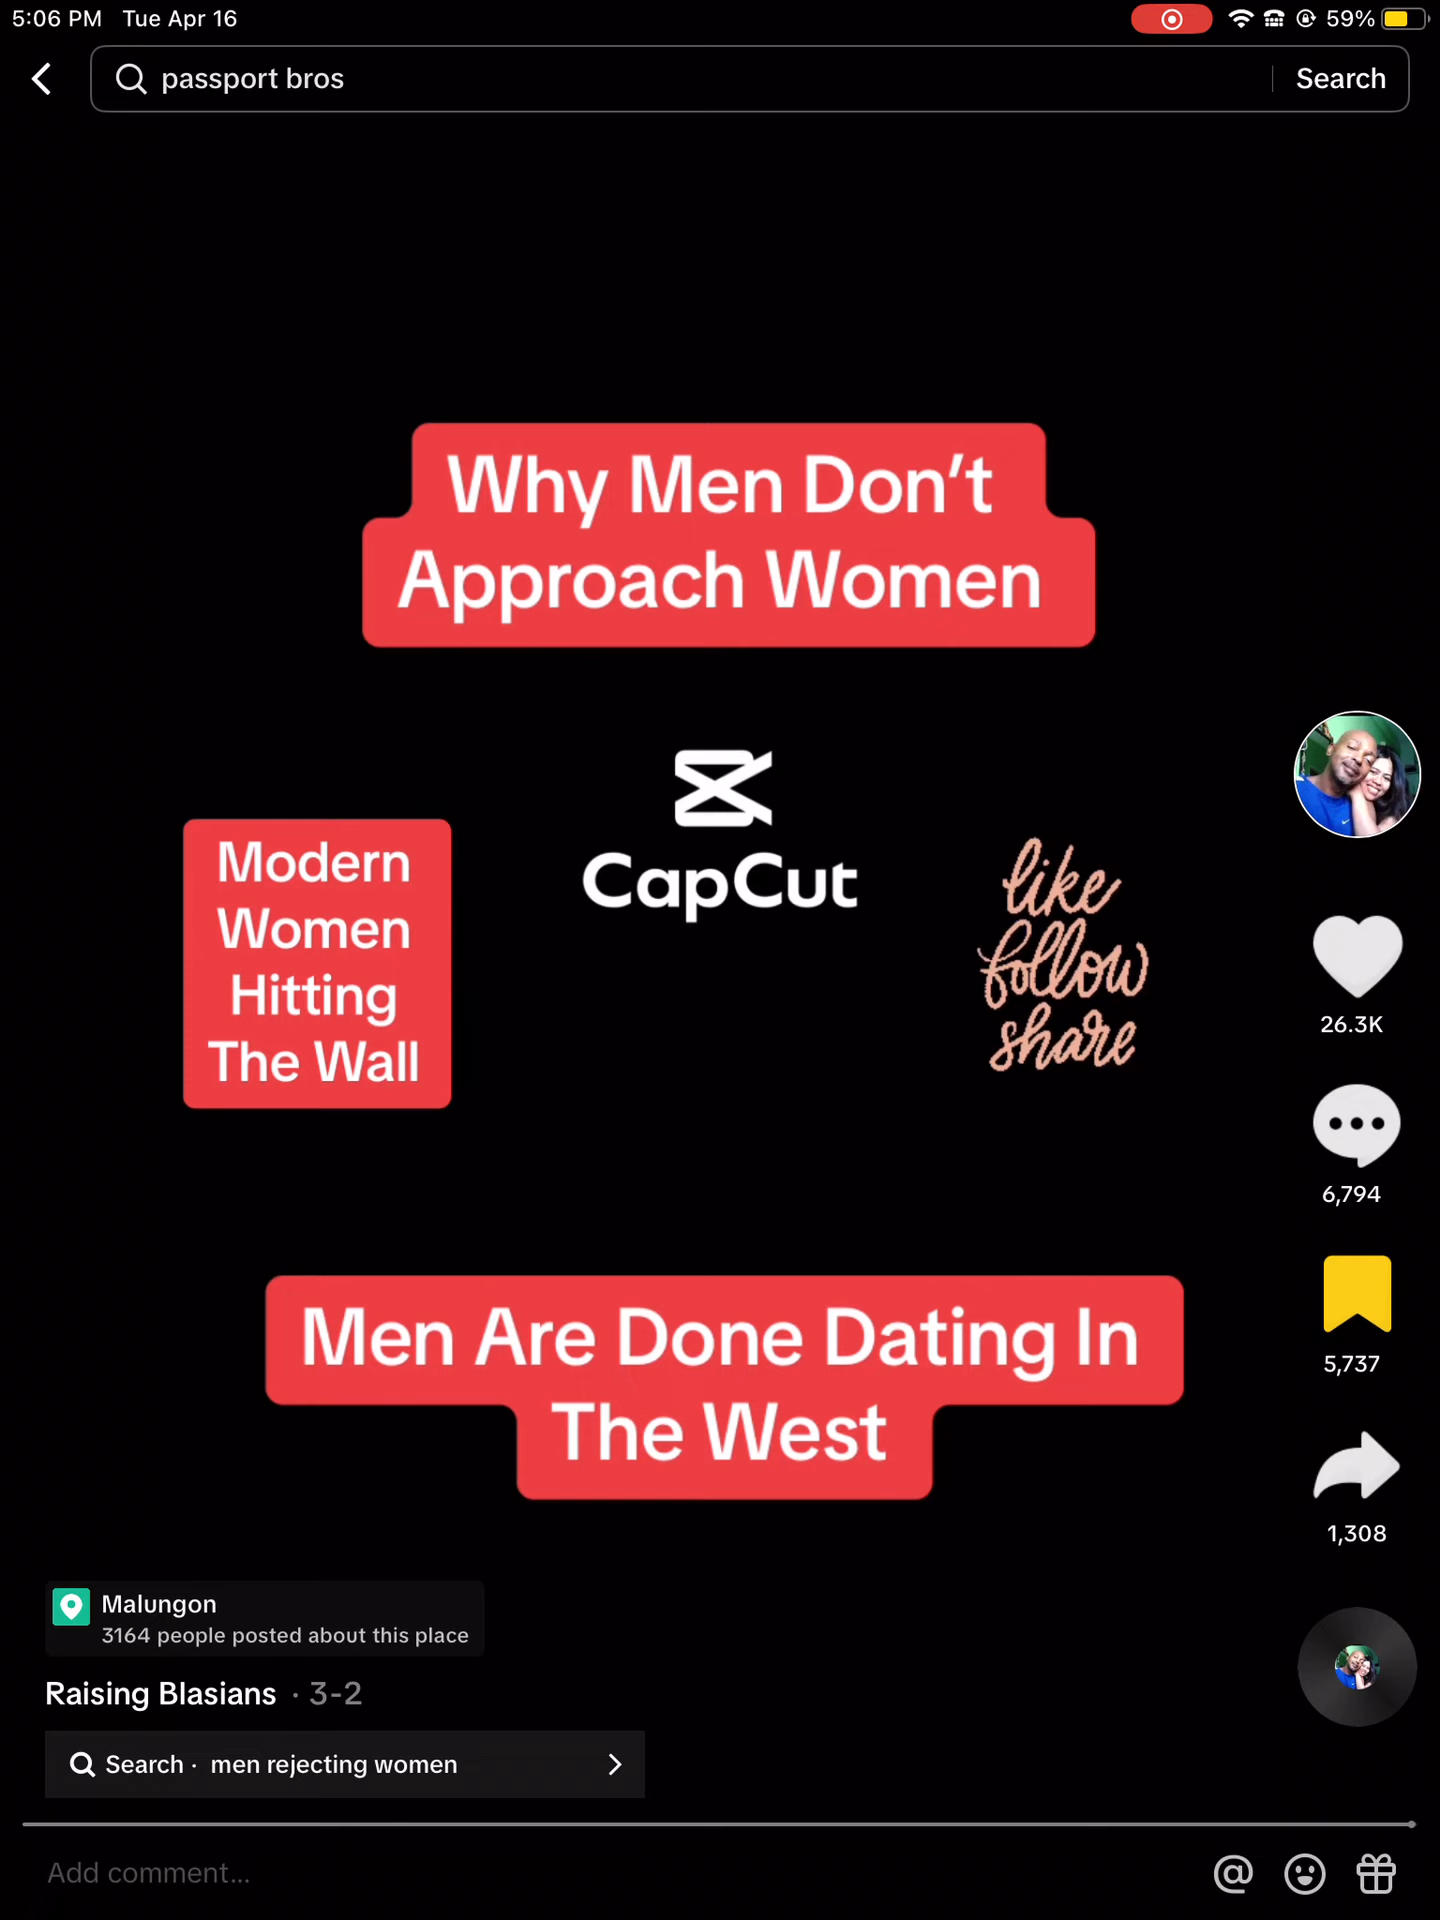 5:06 PM Tue Apr 16
59%
passport bros
Search
Why Men Don't
Approach Women
CapCut
Modern
Women
Hitting
The Wall
like
follow
share
26.3K
6,794
5,737
1,308
Men Are Done Dating In
The West
Malungon
3164 people posted about this place
Raising Blasians · 3-2
Search · men rejecting women
Add comment...